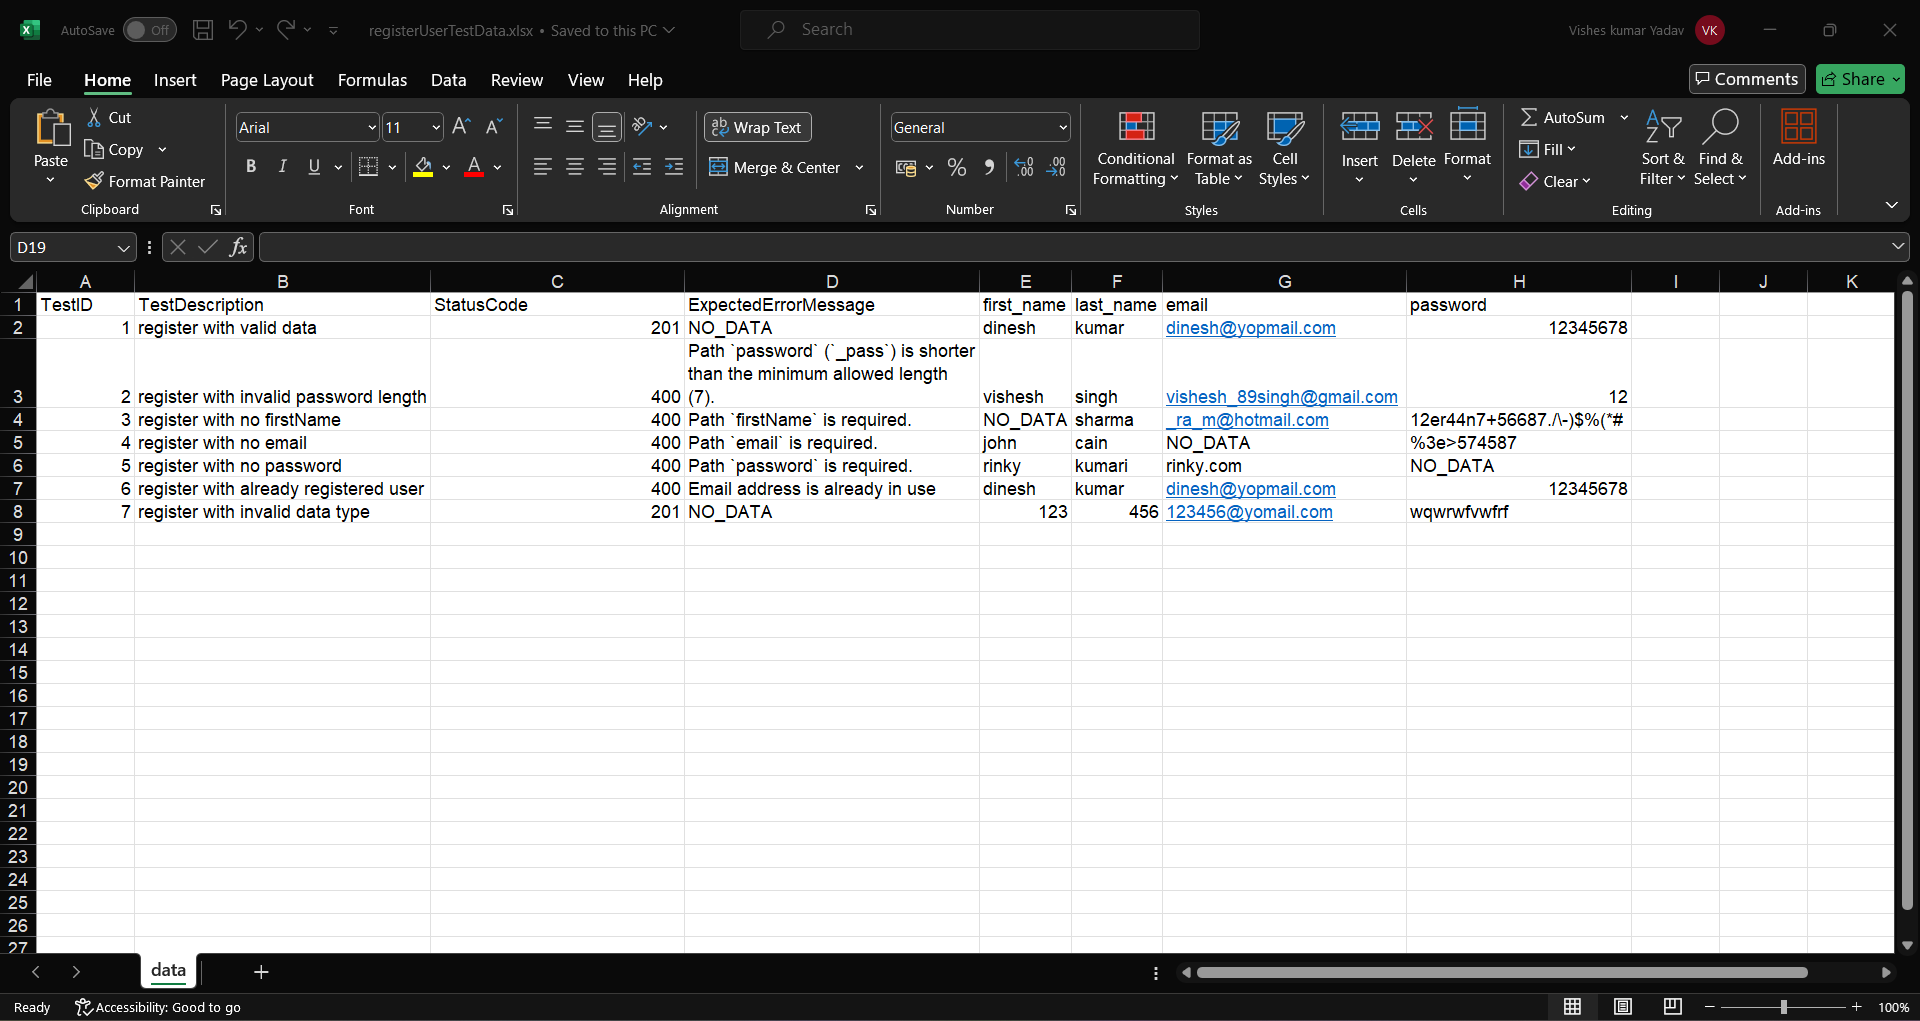 AutoSave Off registerUserTestData.xlsx • Saved to this PC Search Vishes kumar Yadav VK
File Home Insert Page Layout Formulas Data Review View Help Comments Share
Paste Cut Copy Format Painter Clipboard
Arial 11 A A B I U A Font
ab Wrap Text Merge & Center Alignment
General % .00 .00 Number
Conditional Formatting Format as Table Cell Styles Styles
Insert Delete Format Cells
AutoSum Fill Clear Sort & Filter Find & Select Editing
Add-ins Add-ins
D19 fx
A B C D E F G H I J K
1 TestID TestDescription StatusCode ExpectedErrorMessage first_name last_name email password
2 1 register with valid data 201 NO_DATA dinesh kumar dinesh@yopmail.com 12345678
Path `password` (`_pass`) is shorter
than the minimum allowed length
3 2 register with invalid password length 400 (7). vishesh singh vishesh_89singh@gmail.com 12
4 3 register with no firstName 400 Path `firstName` is required. NO_DATA sharma _ra_m@hotmail.com 12er44n7+56687./\-)$%(*#
5 4 register with no email 400 Path `email` is required. john cain NO_DATA %3e>574587
6 5 register with no password 400 Path `password` is required. rinky kumari rinky.com NO_DATA
7 6 register with already registered user 400 Email address is already in use dinesh kumar dinesh@yopmail.com 12345678
8 7 register with invalid data type 201 NO_DATA 123 456 123456@yomail.com wqwrwfvwfrf
9
10
11
12
13
14
15
16
17
18
19
20
21
22
23
24
25
26
27
data
Ready Accessibility: Good to go 100%